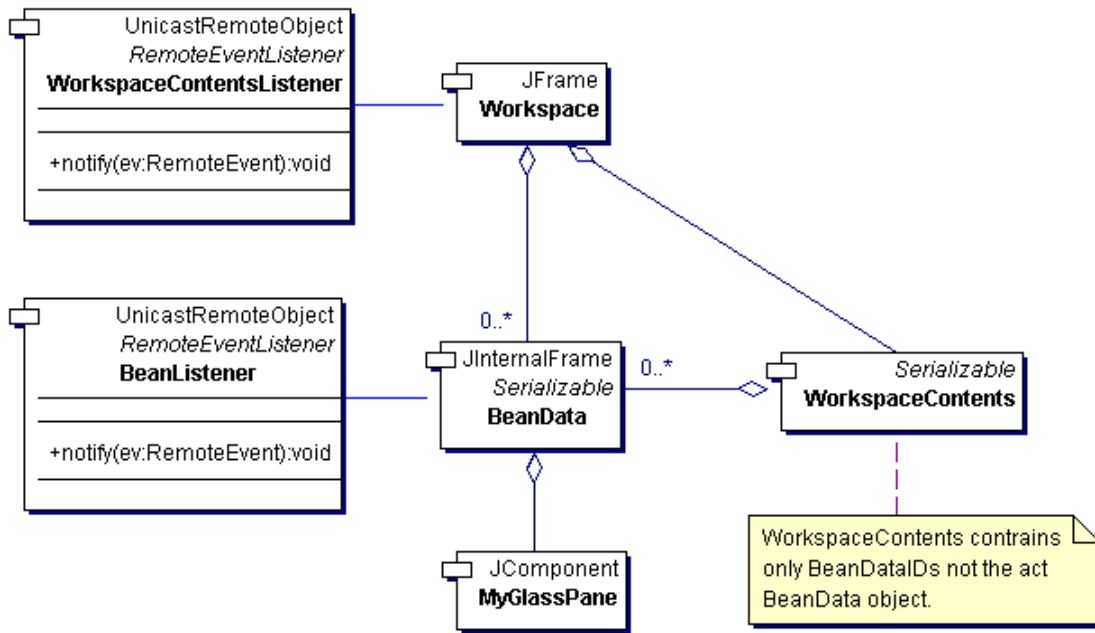 UnicastRemoteObject
RemoteEventListener
WorkspaceContentsListener
+notify(ev:RemoteEvent):void
JFrame
Workspace
UnicastRemoteObject
RemoteEventListener
BeanListener
+notify(ev:RemoteEvent):void
0..*
JInternalFrame
Serializable
BeanData
0..*
Serializable
WorkspaceContents
JComponent
MyGlassPane
WorkspaceContents contrains
only BeanDataIDs not the act
BeanData object.